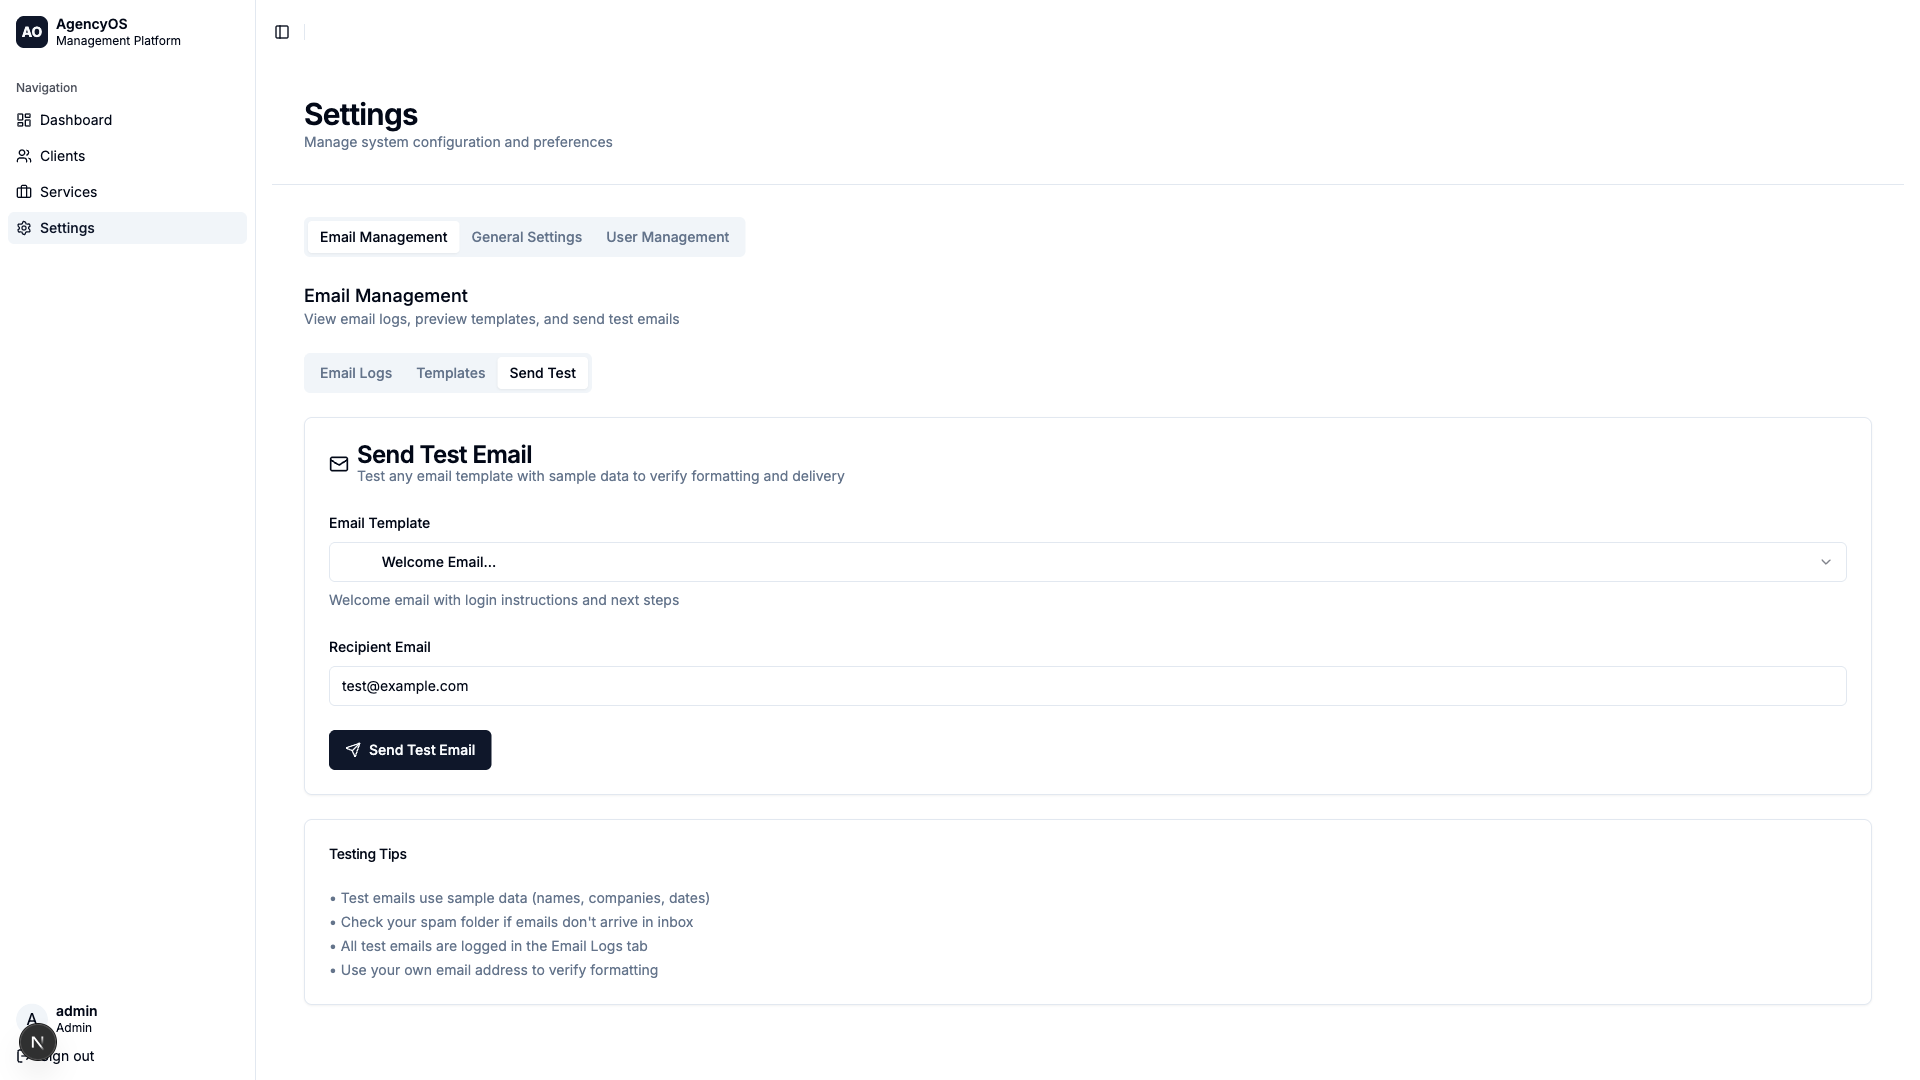 AO
AgencyOS
Management Platform
Navigation
Dashboard
Clients
Services
Settings
Settings
Manage system configuration and preferences
Email Management
General Settings
User Management
Email Management
View email logs, preview templates, and send test emails
Email Logs
Templates
Send Test
Send Test Email
Test any email template with sample data to verify formatting and delivery
Email Template
Welcome Email...
Welcome email with login instructions and next steps
Recipient Email
test@example.com
Send Test Email
Testing Tips
• Test emails use sample data (names, companies, dates)
• Check your spam folder if emails don't arrive in inbox
• All test emails are logged in the Email Logs tab
• Use your own email address to verify formatting
A
admin
Admin
N
out